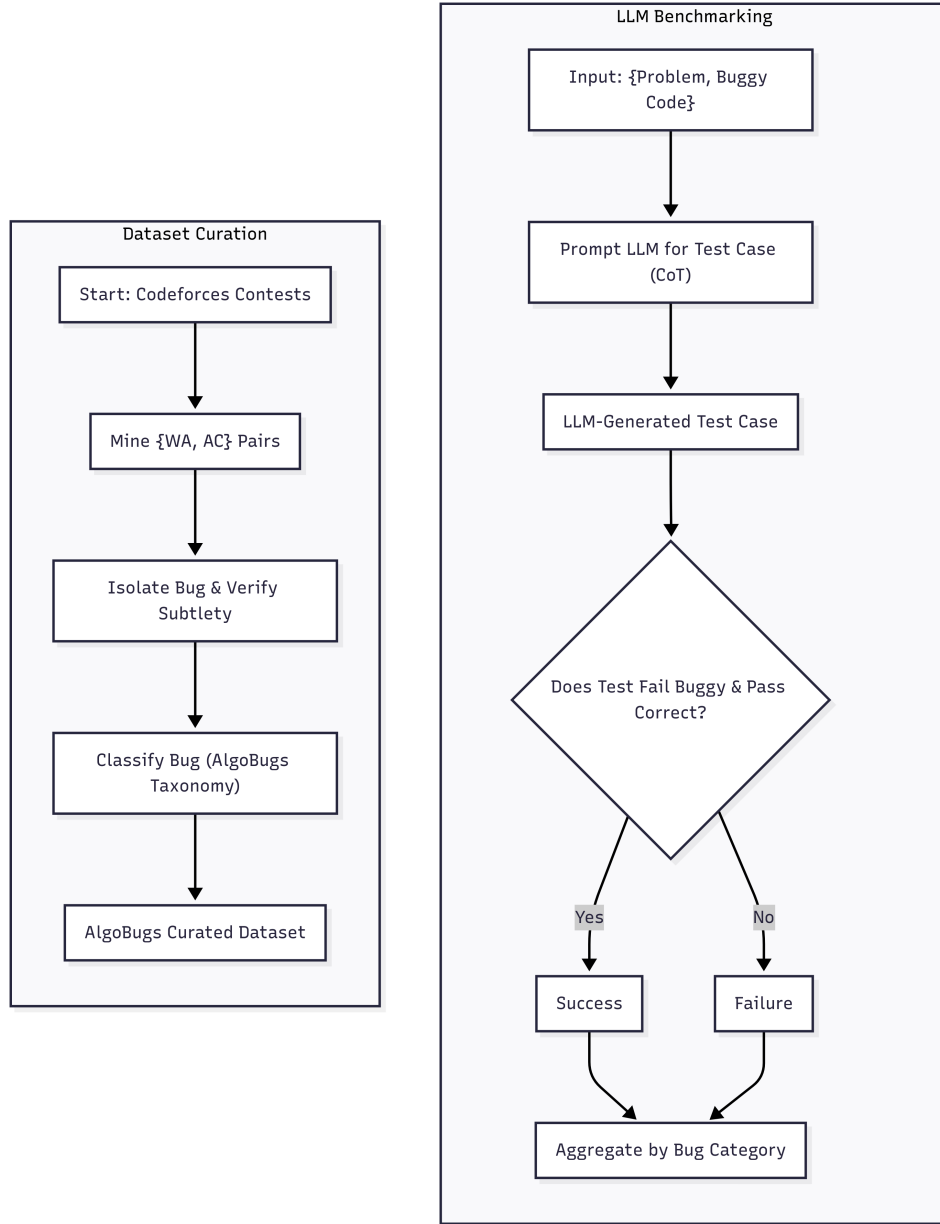 Dataset Curation
Start: Codeforces Contests
Mine {WA, AC} Pairs
Isolate Bug & Verify
Subtlety
Classify Bug (AlgoBugs
Taxonomy)
AlgoBugs Curated Dataset
LLM Benchmarking
Input: {Problem, Buggy
Code}
Prompt LLM for Test Case
(CoT)
LLM-Generated Test Case
Does Test Fail Buggy & Pass
Correct?
Yes
No
Success
Failure
Aggregate by Bug Category